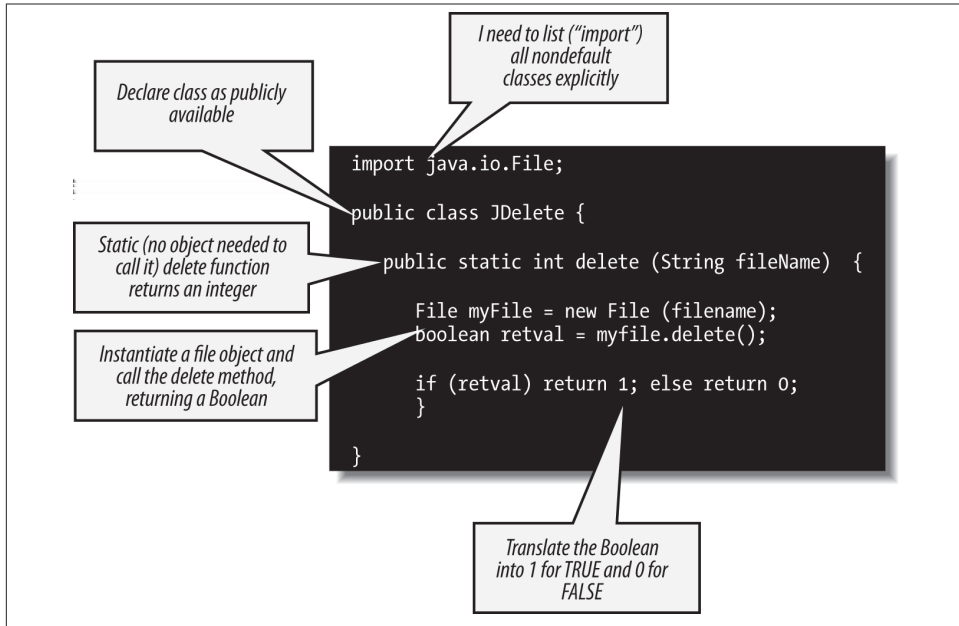 I need to list (“import”)
all nondefault
classes explicitly
Declare class as publicly
available
import java.io.File;
public class JDelete {
Static (no object needed to
call it) delete function
returns an integer
public static int delete (String fileName)  {
File myFile = new File (filename);
boolean retval = myfile.delete();
Instantiate a file object and
call the delete method,
returning a Boolean
if (retval) return 1; else return 0;
}
}
Translate the Boolean
into 1 for TRUE and 0 for
FALSE